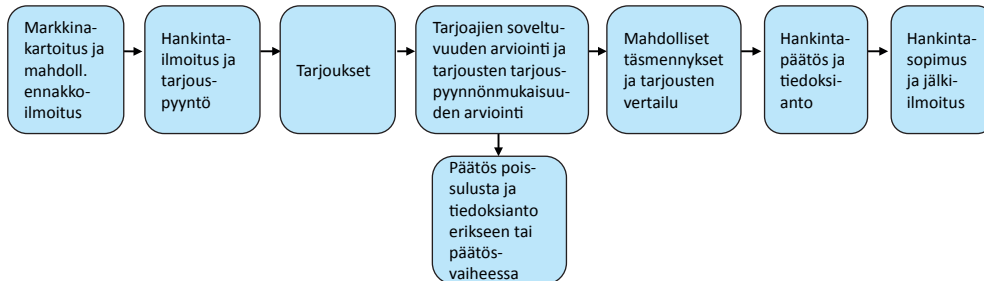 Markkina-
kartoitus ja
mahdoll.
ennakko-
ilmoitus
Hankinta-
ilmoitus ja
tarjous-
pyyntö
Tarjoukset
Tarjoajien soveltu-
vuuden arviointi ja
tarjousten tarjous-
pyynnönmukaisuu-
den arviointi
Mahdolliset
täsmennykset
ja tarjousten
vertailu
Hankinta-
päätös ja
tiedoksi-
anto
Hankinta-
sopimus
ja jälki-
ilmoitus
Päätös pois-
sulusta ja
tiedoksianto
erikseen tai
päätös-
vaiheessa